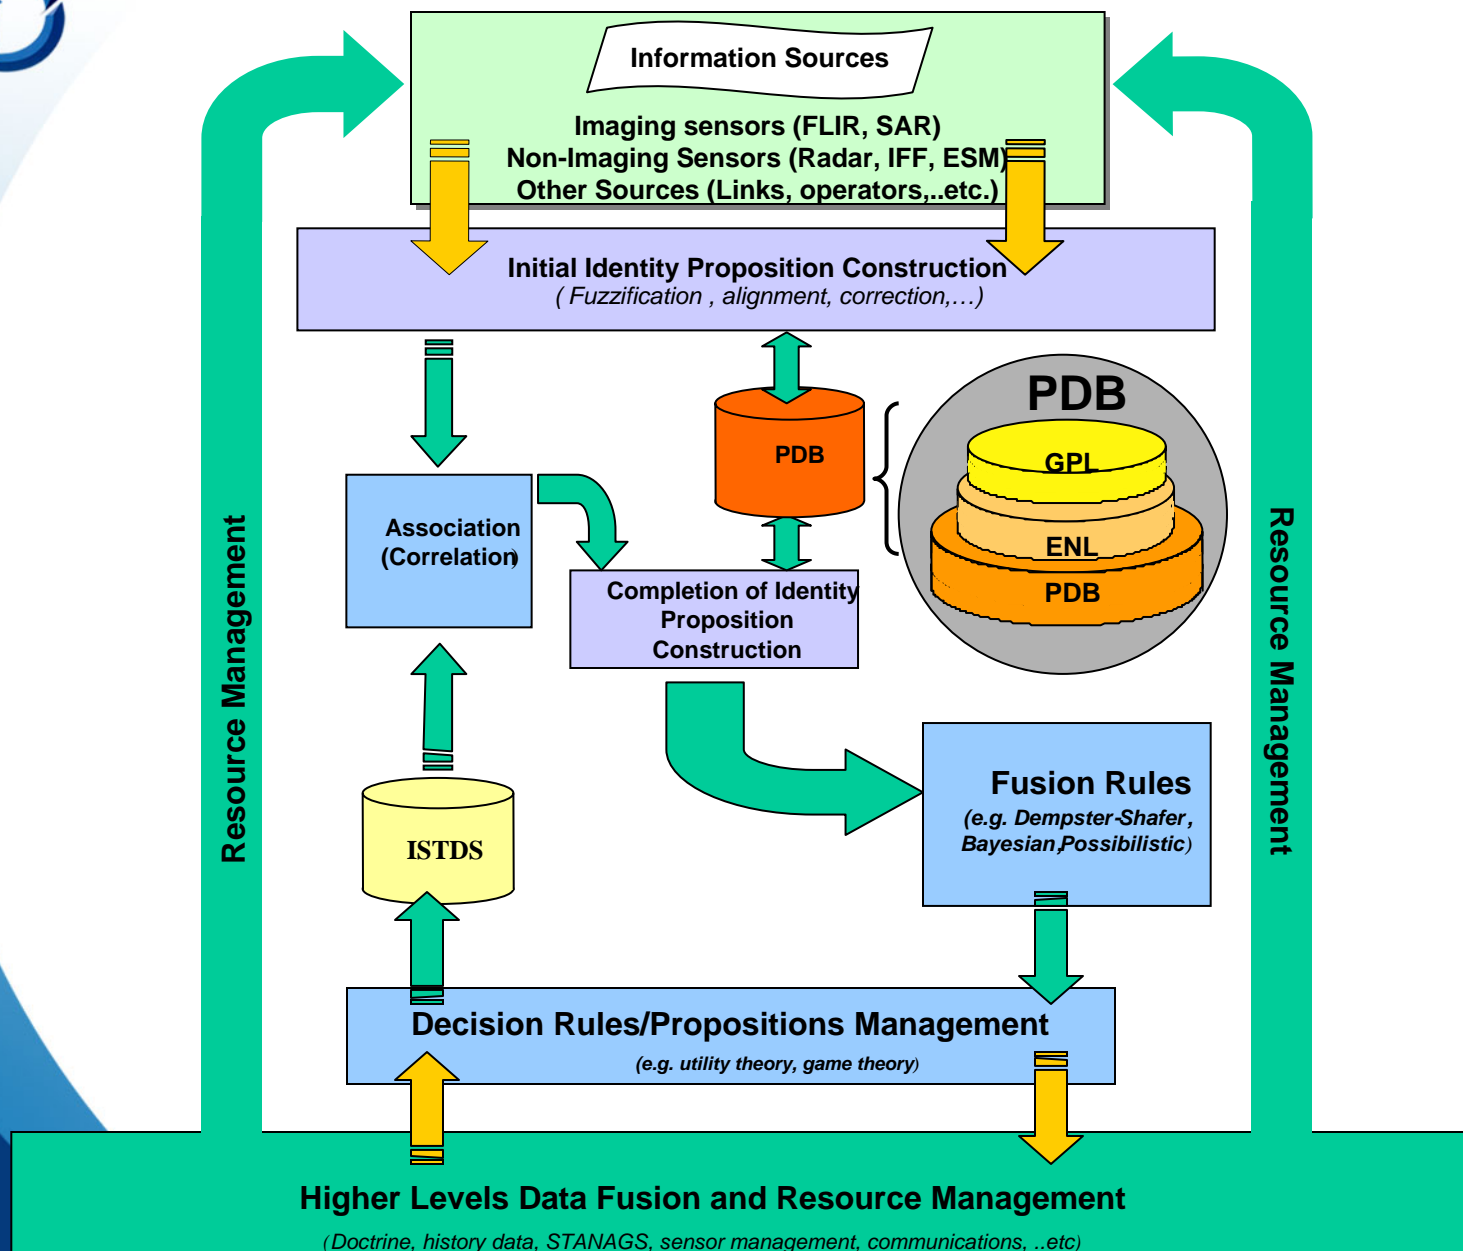 Information Sources
Imaging sensors (FLIR, SAR)
Non-Imaging Sensors (Radar, IFF, ESM)
Other Sources (Links, operators,..etc.)
Initial Identity Proposition Construction
( Fuzzification , alignment, correction,…)
PDB
PDB
GPL
ENL
PDB
Association
(Correlation)
Completion of Identity
Proposition
Construction
Resource Management
Resource Management
Fusion Rules
(e.g. Dempster-Shafer,
Bayesian,Possibilistic)
ISTDS
Decision Rules/Propositions Management
(e.g. utility theory, game theory)
Higher Levels Data Fusion and Resource Management
(Doctrine, history data, STANAGS, sensor management, communications, ..etc)